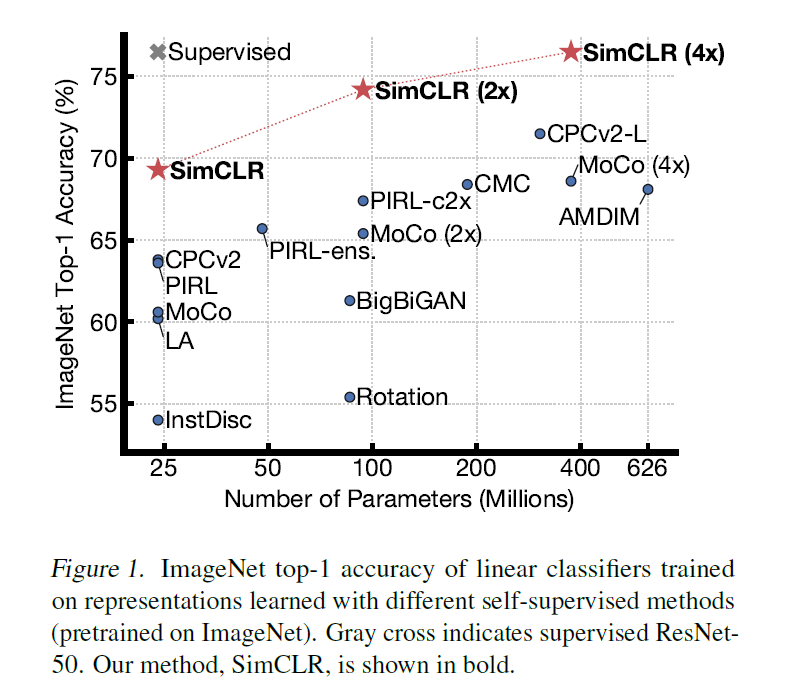 Supervised
SimCLR (4x)
75
SimCLR (2x)
CPCv2-L
70
MoCo (4x)
SimCLR
CMC
PIRL-c2x
AMDIM
MoCo (2x)
65
PIRL-ens.
CPCv2
PIRL
BigBiGAN
MoCo
60
LA
Rotation
55
InstDisc
ImageNet Top-1 Accuracy (%)
25 50 100 200 400 626
Number of Parameters (Millions)
Figure 1. ImageNet top-1 accuracy of linear classifiers trained
on representations learned with different self-supervised methods
(pretrained on ImageNet). Gray cross indicates supervised ResNet-
50. Our method, SimCLR, is shown in bold.